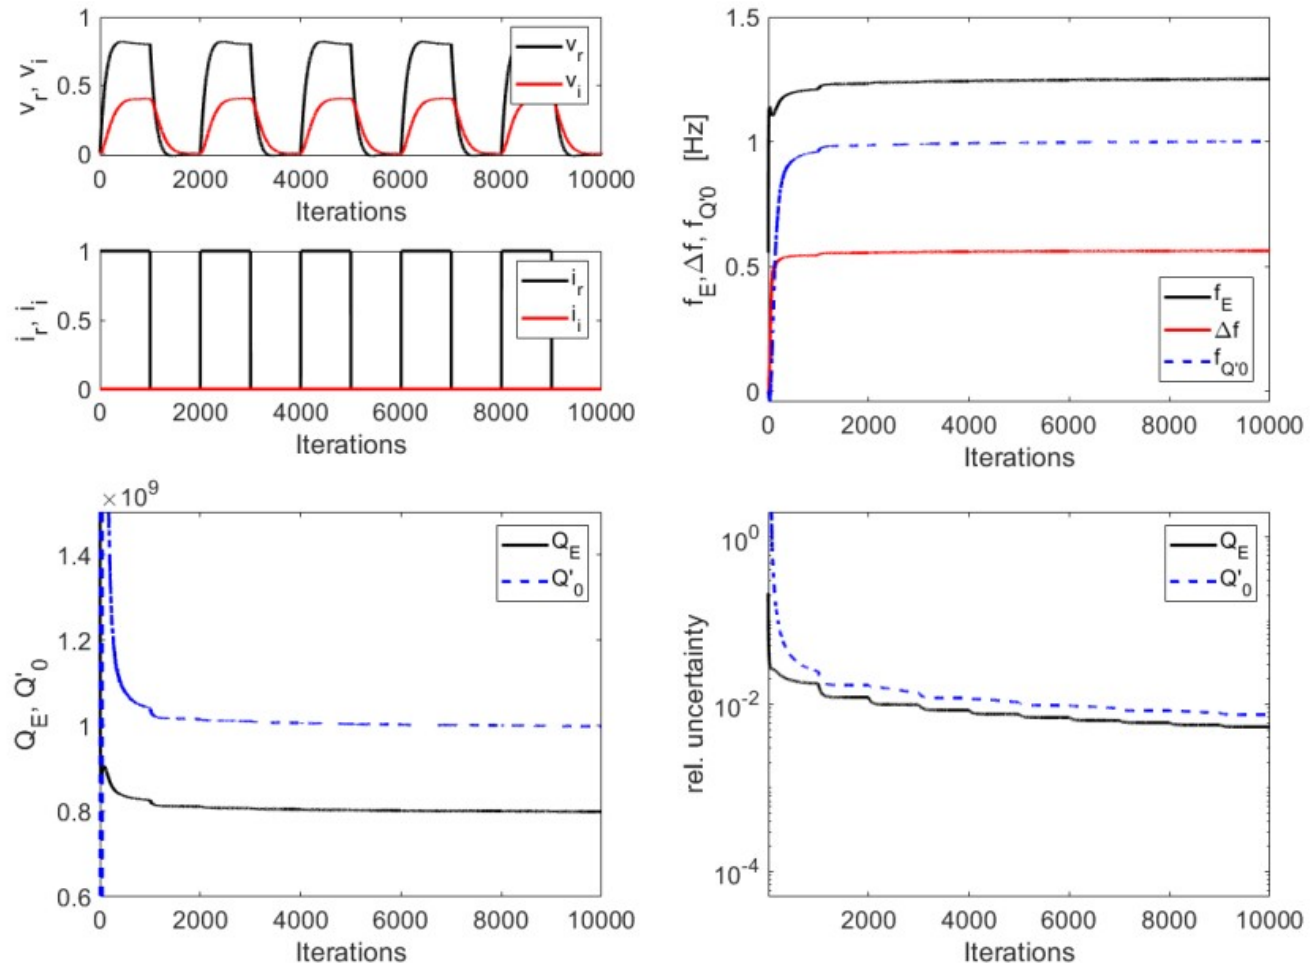 1
0.5
0
v_r, v_i
v_r
v_i
0 2000 4000 6000 8000 10000
Iterations
1
0.5
0
i_r, i_i
i_r
i_i
0 2000 4000 6000 8000 10000
Iterations
1.5
1
0.5
0
f_E, Δf, f_Q'0 [Hz]
f_E
Δf
f_Q'0
0 2000 4000 6000 8000 10000
Iterations
×10^9
1.4
1.2
1
0.8
0.6
Q_E, Q'_0
Q_E
Q'_0
0 2000 4000 6000 8000 10000
Iterations
10^0
10^-2
10^-4
rel. uncertainty
Q_E
Q'_0
2000 4000 6000 8000 10000
Iterations